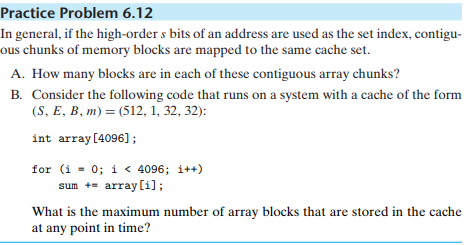 Practice Problem 6.12
In general, if the high-order s bits of an address are used as the set index, contigu-
ous chunks of memory blocks are mapped to the same cache set.
A. How many blocks are in each of these contiguous array chunks?
B. Consider the following code that runs on a system with a cache of the form
(S, E, B, m) = (512, 1, 32, 32):
int array[4096];
for (i = 0; i < 4096; i++)
sum += array[i];
What is the maximum number of array blocks that are stored in the cache
at any point in time?